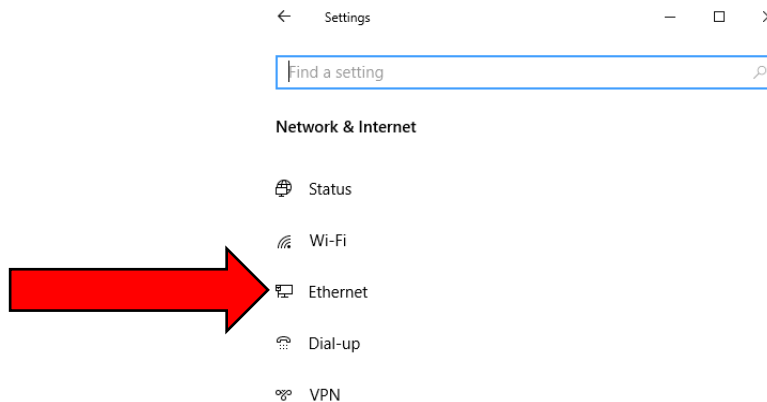 Settings
Find a setting
Network & Internet
Status
Wi-Fi
Ethernet
Dial-up
VPN